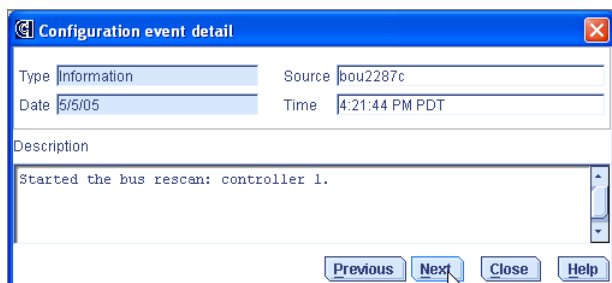 Configuration event detail
Type Information Source bou2287c
Date 5/5/05 Time 4:21:44 PM PDT
Description
Started the bus rescan: controller 1.
Previous Next Close Help